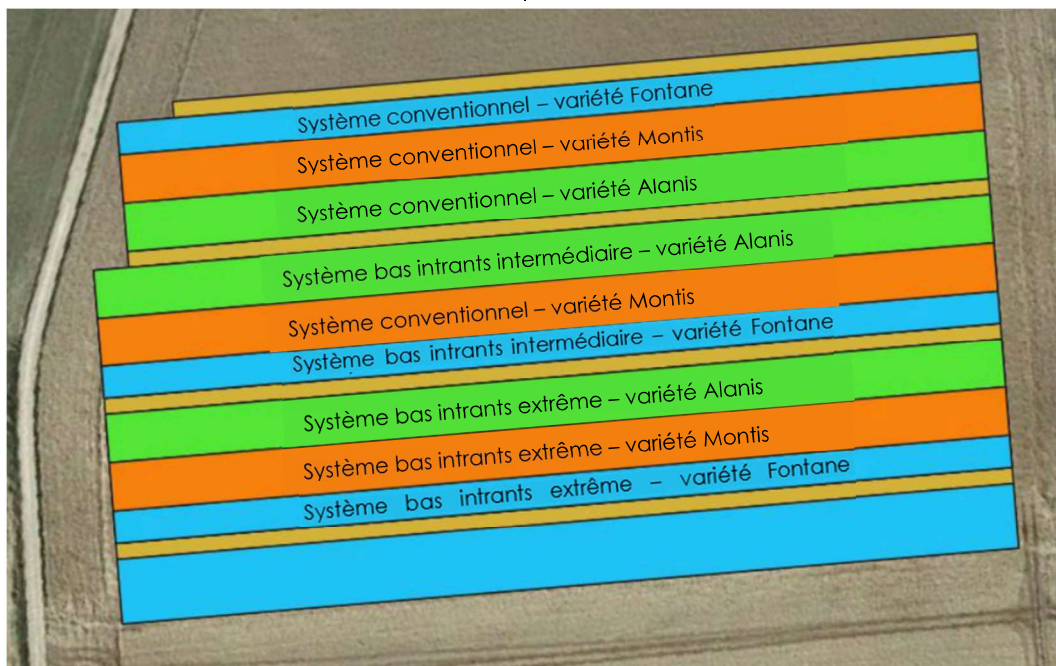 Système conventionnel – variété Fontane
Système conventionnel – variété Montis
Système conventionnel – variété Alanis
Système bas intrants intermédiaire – variété Alanis
Système conventionnel – variété Montis
Système bas intrants intermédiaire – variété Fontane
Système bas intrants extrême – variété Alanis
Système bas intrants extrême – variété Montis
Système bas intrants extrême – variété Fontane